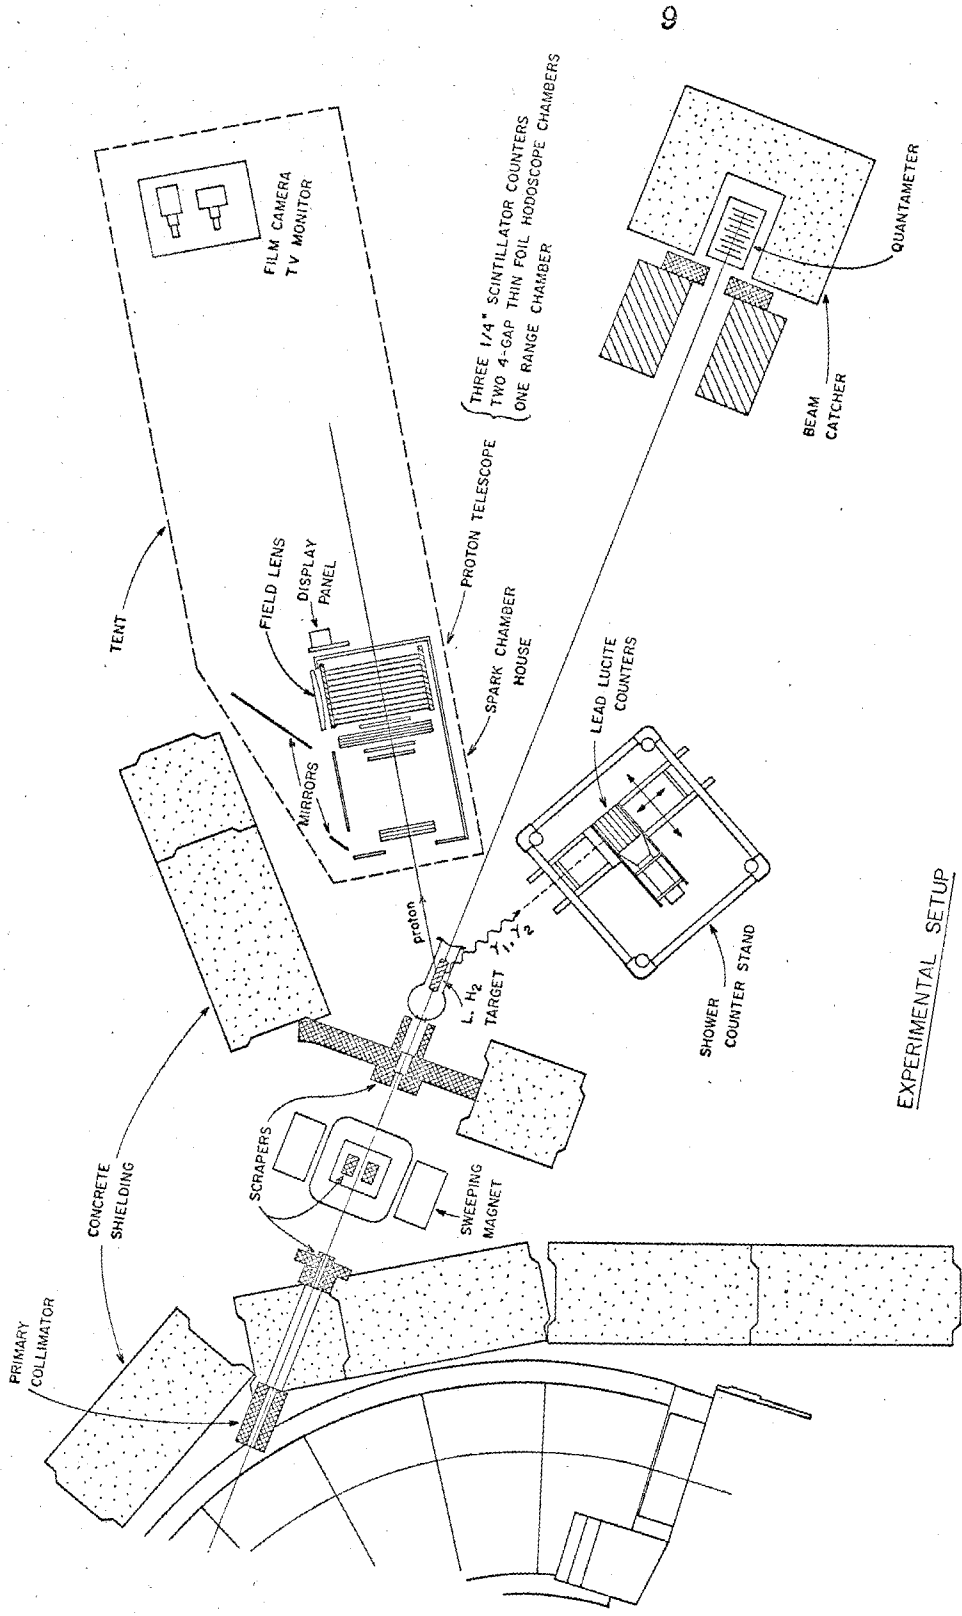 9
FILM CAMERA
TV MONITOR
TENT
FIELD LENS
DISPLAY
PANEL
THREE 1/4" SCINTILLATOR COUNTERS
TWO 4-GAP THIN FOIL HODOSCOPE CHAMBERS
ONE RANGE CHAMBER
PROTON TELESCOPE
SPARK CHAMBER
HOUSE
MIRRORS
QUANTAMETER
BEAM
CATCHER
CONCRETE
SHIELDING
PRIMARY
COLLIMATOR
SCRAPERS
SWEEPING
MAGNET
proton
L. H2
TARGET
LEAD LUCITE
COUNTERS
SHOWER
COUNTER STAND
EXPERIMENTAL SETUP